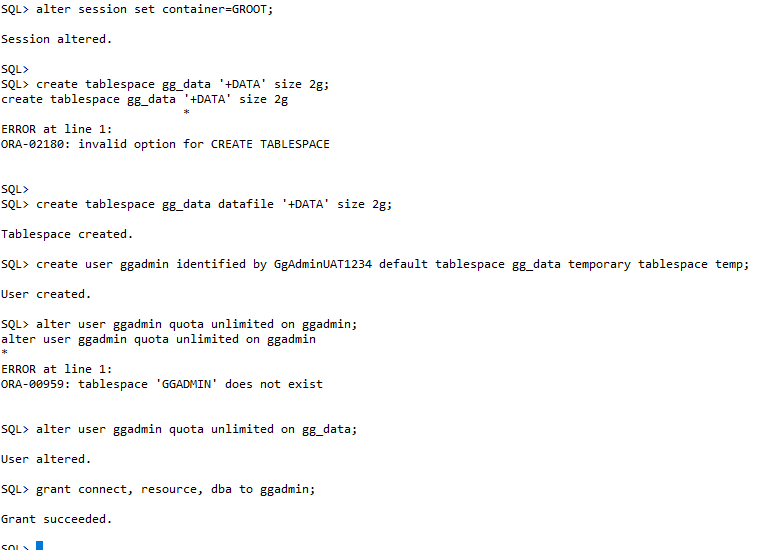 SQL> alter session set container=GROOT;
Session altered.
SQL>
SQL> create tablespace gg_data '+DATA' size 2g;
create tablespace gg_data '+DATA' size 2g
*
ERROR at line 1:
ORA-02180: invalid option for CREATE TABLESPACE
SQL>
SQL> create tablespace gg_data datafile '+DATA' size 2g;
Tablespace created.
SQL> create user ggadmin identified by GgAdminUAT1234 default tablespace gg_data temporary tablespace temp;
User created.
SQL> alter user ggadmin quota unlimited on ggadmin;
alter user ggadmin quota unlimited on ggadmin
*
ERROR at line 1:
ORA-00959: tablespace 'GGADMIN' does not exist
SQL> alter user ggadmin quota unlimited on gg_data;
User altered.
SQL> grant connect, resource, dba to ggadmin;
Grant succeeded.
SQL>